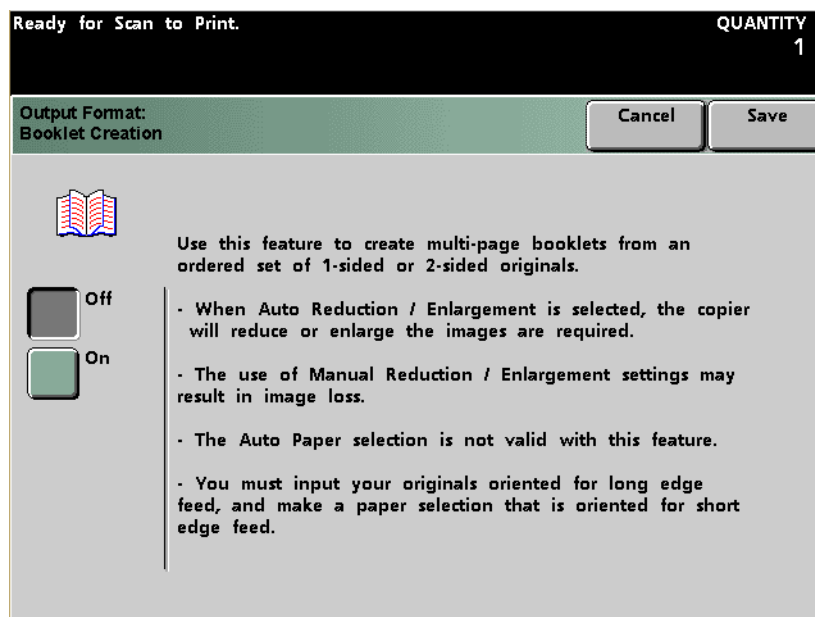 Ready for Scan to Print.
QUANTITY
1
Output Format:
Booklet Creation
Cancel
Save
Use this feature to create multi-page booklets from an
ordered set of 1-sided or 2-sided originals.
Off
- When Auto Reduction / Enlargement is selected, the copier
will reduce or enlarge the images are required.
On
- The use of Manual Reduction / Enlargement settings may
result in image loss.
- The Auto Paper selection is not valid with this feature.
- You must input your originals oriented for long edge
feed, and make a paper selection that is oriented for short
edge feed.